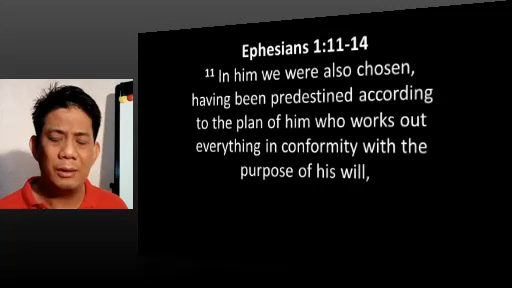 Ephesians 1:11-14
11 In him we were also chosen,
having been predestined according
to the plan of him who works out
everything in conformity with the
purpose of his will,